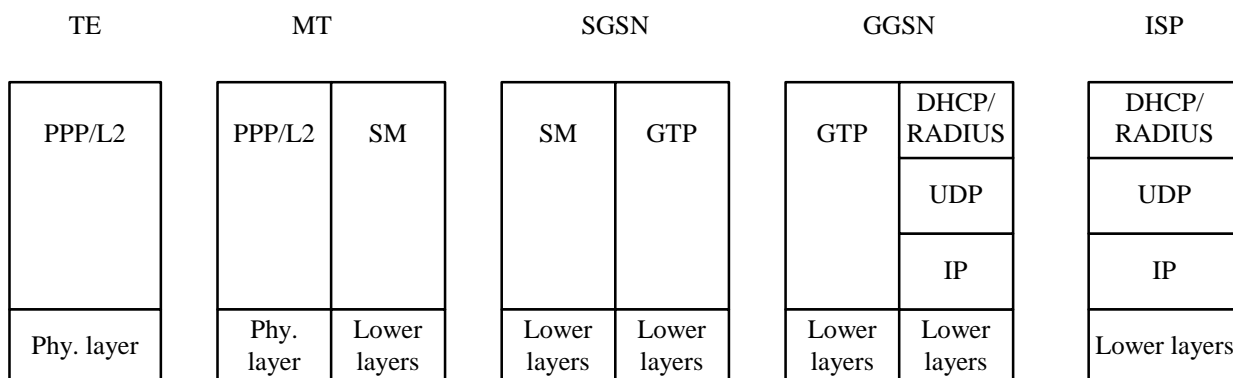 TE MT SGSN GGSN ISP
PPP/L2
Phy. layer
PPP/L2
Phy.
layer
SM
Lower
layers
SM
Lower
layers
GTP
Lower
layers
GTP
Lower
layers
DHCP/
RADIUS
UDP
IP
Lower
layers
DHCP/
RADIUS
UDP
IP
Lower layers